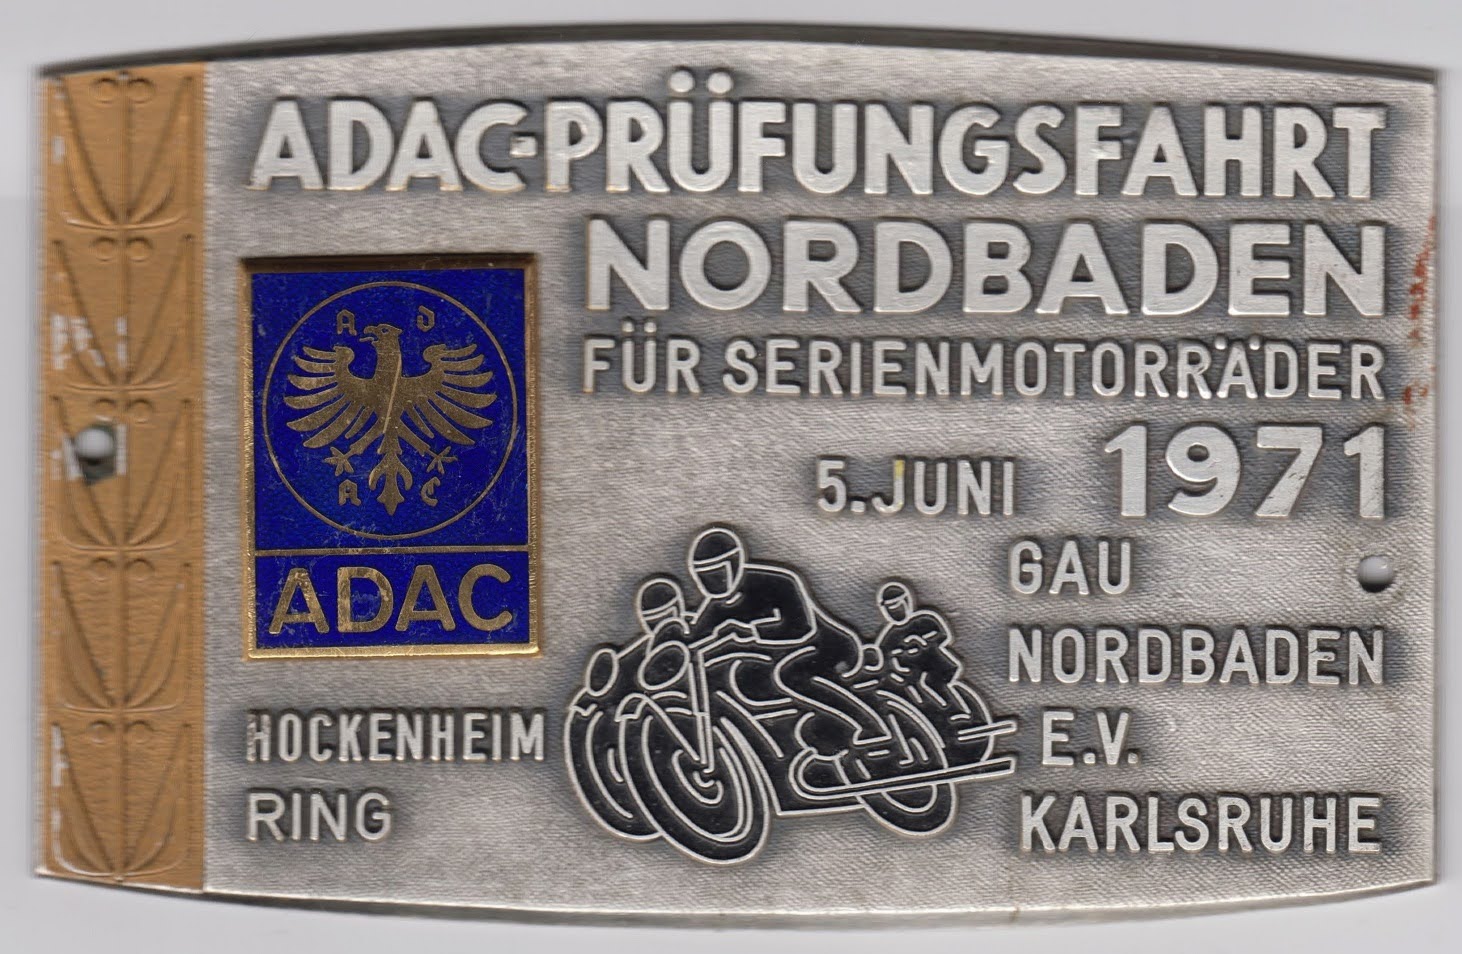 ADAC-PRÜFUNGSFAHRT
NORDBADEN
FÜR SERIENMOTORRÄDER
5. JUNI 1971
A D
A C
ADAC
GAU
NORDBADEN
E.V.
KARLSRUHE
HOCKENHEIM
RING